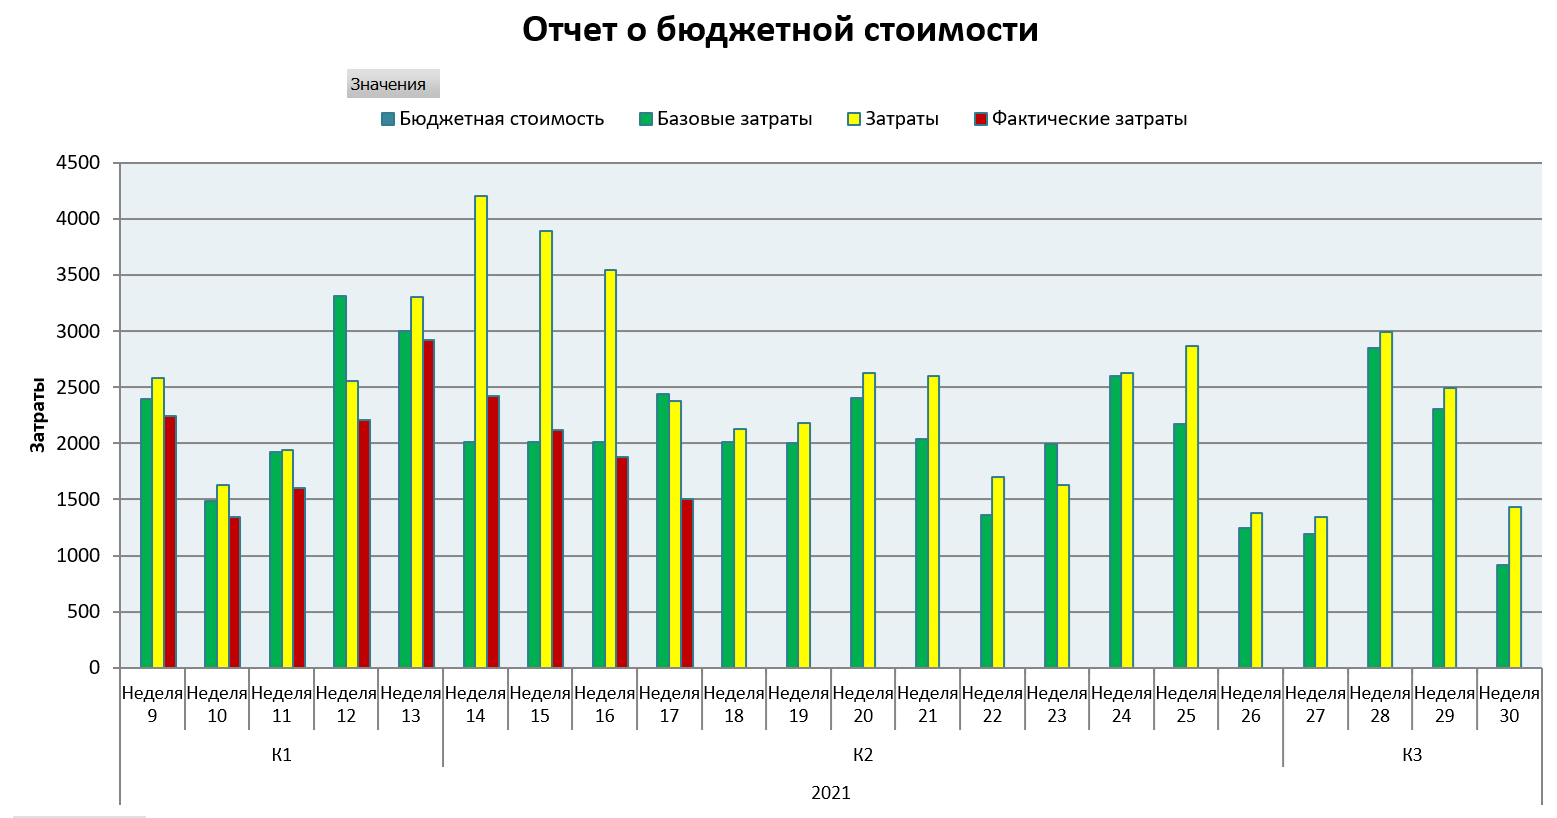 Отчет о бюджетной стоимости
Значения
Бюджетная стоимость Базовые затраты Затраты Фактические затраты
4500
4000
3500
3000
2500
2000
1500
1000
500
0
Затраты
Неделя 9 Неделя 10 Неделя 11 Неделя 12 Неделя 13 Неделя 14 Неделя 15 Неделя 16 Неделя 17 Неделя 18 Неделя 19 Неделя 20 Неделя 21 Неделя 22 Неделя 23 Неделя 24 Неделя 25 Неделя 26 Неделя 27 Неделя 28 Неделя 29 Неделя 30
К1 К2 К3
2021